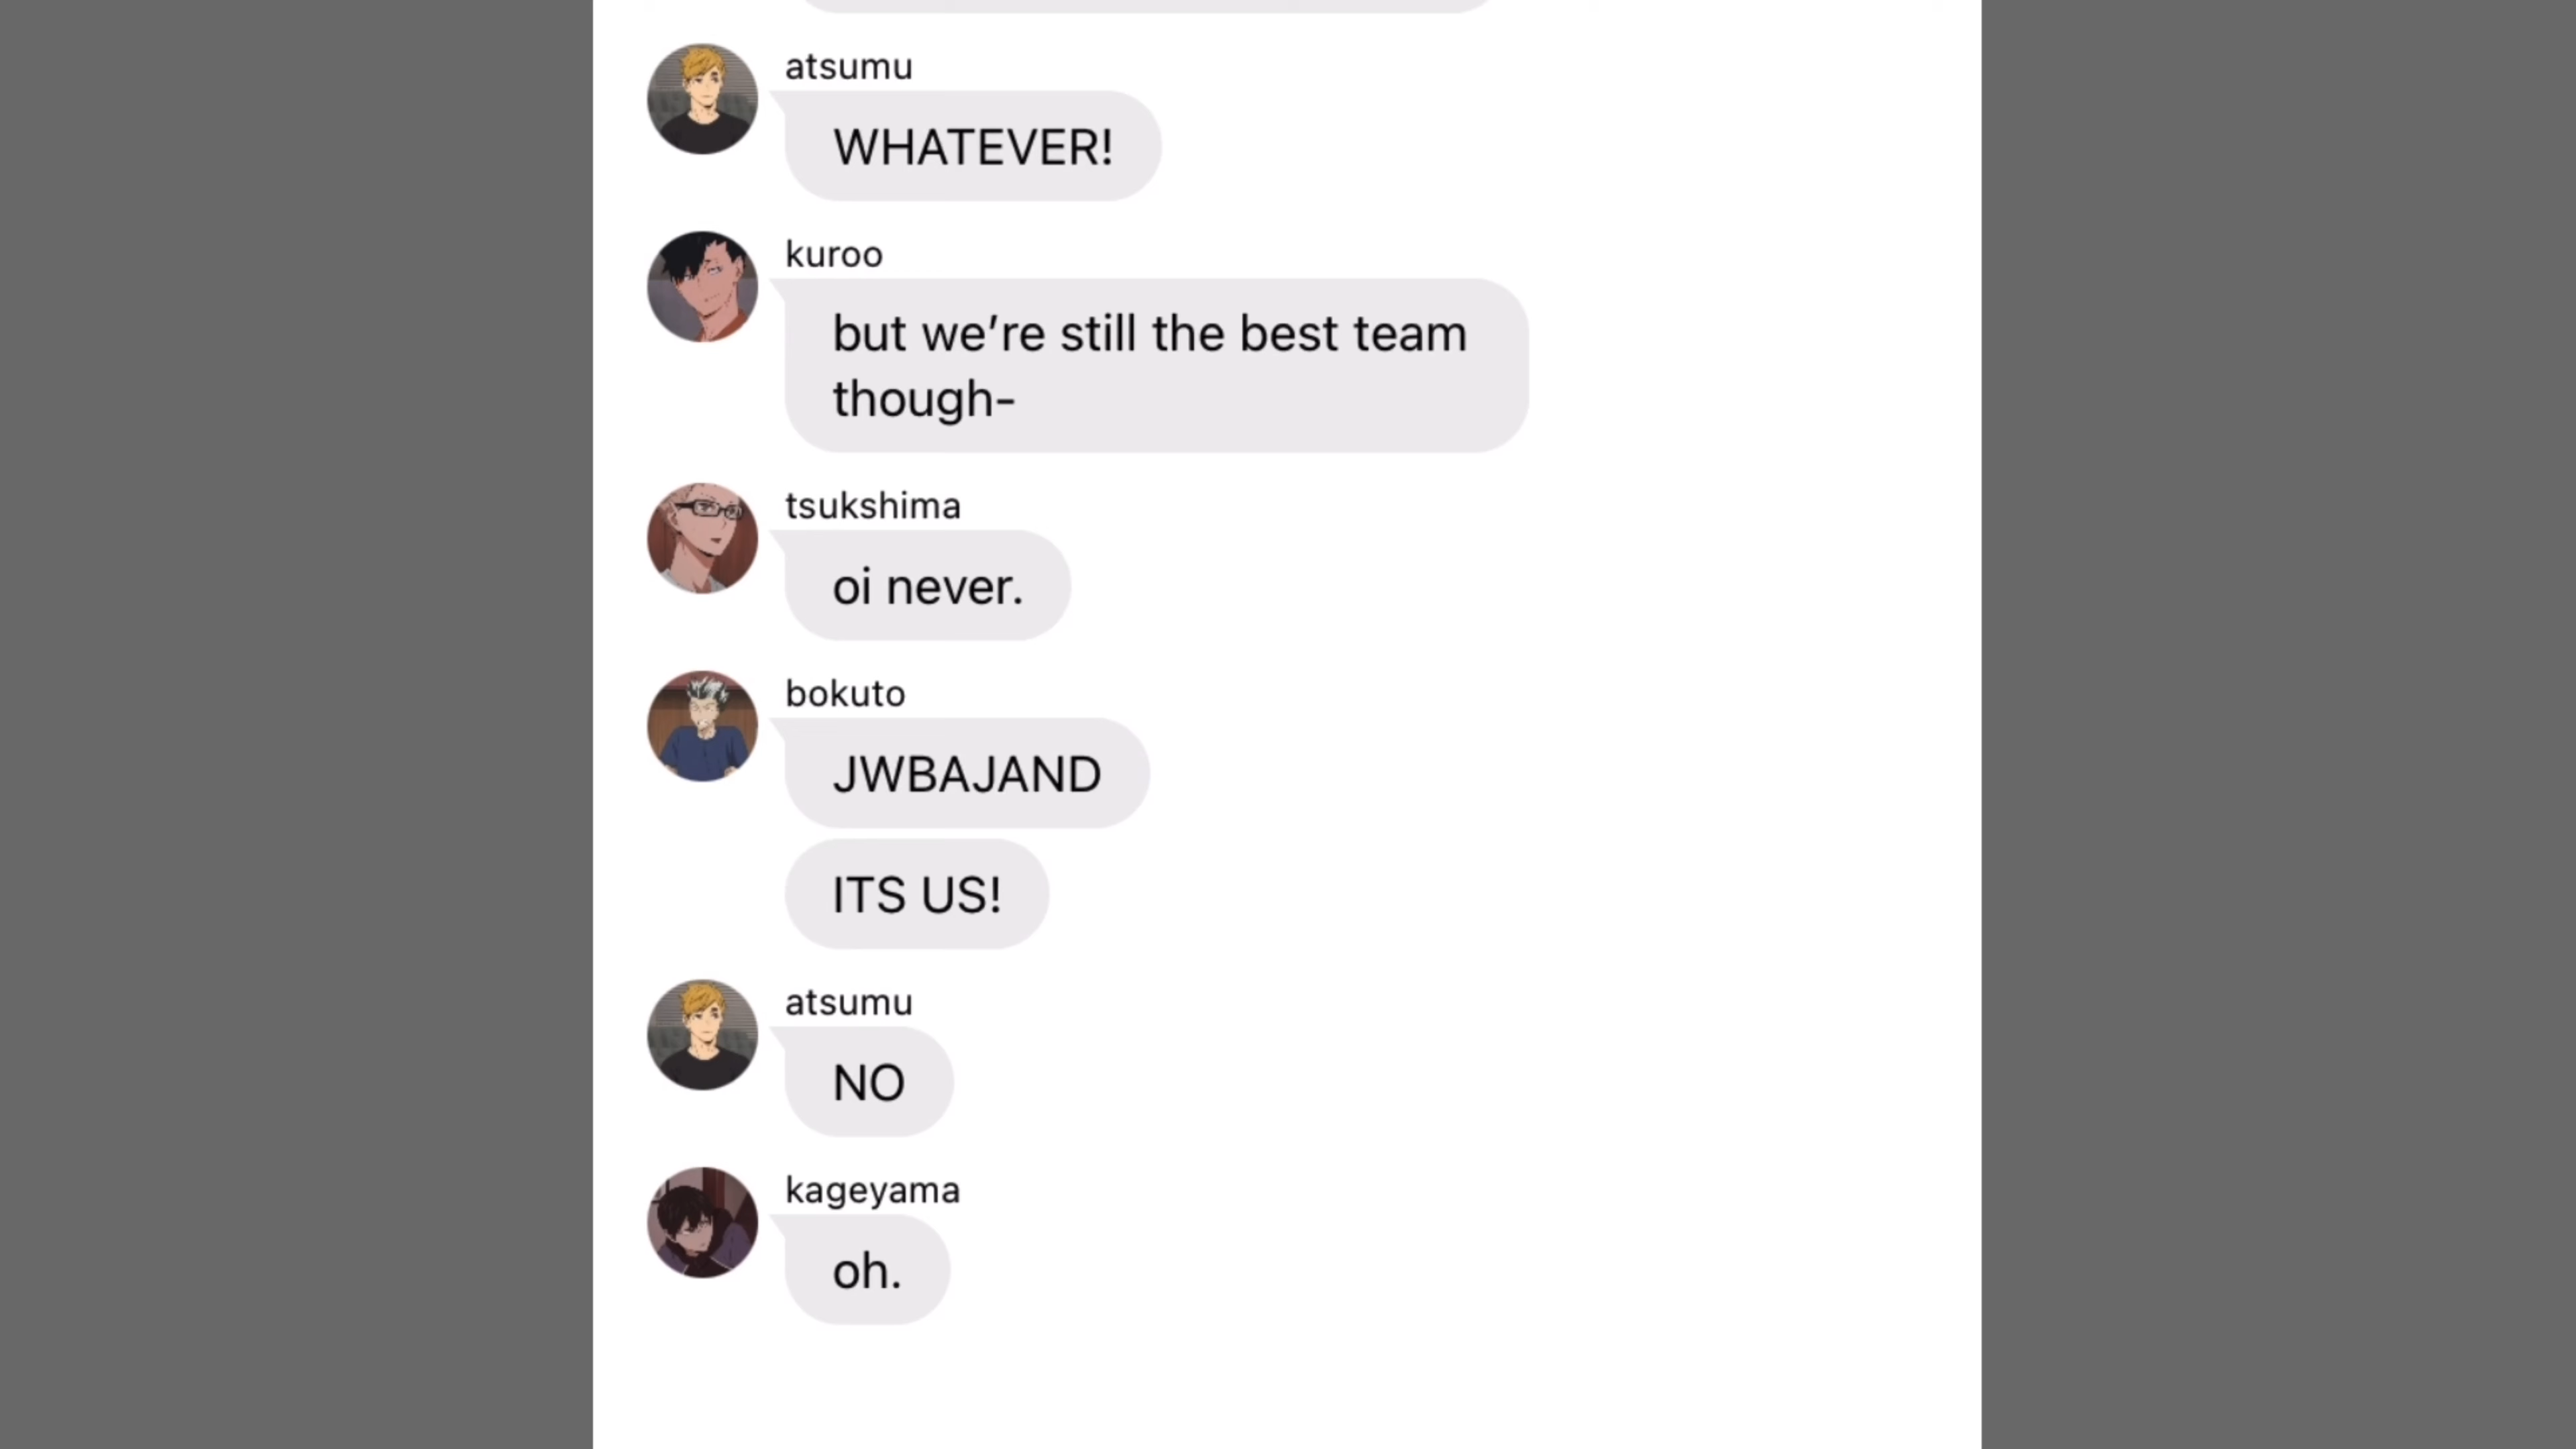 atsumu
WHATEVER!
kuroo
but we’re still the best team
though-
tsukshima
oi never.
bokuto
JWBAJAND
ITS US!
atsumu
NO
kageyama
oh.